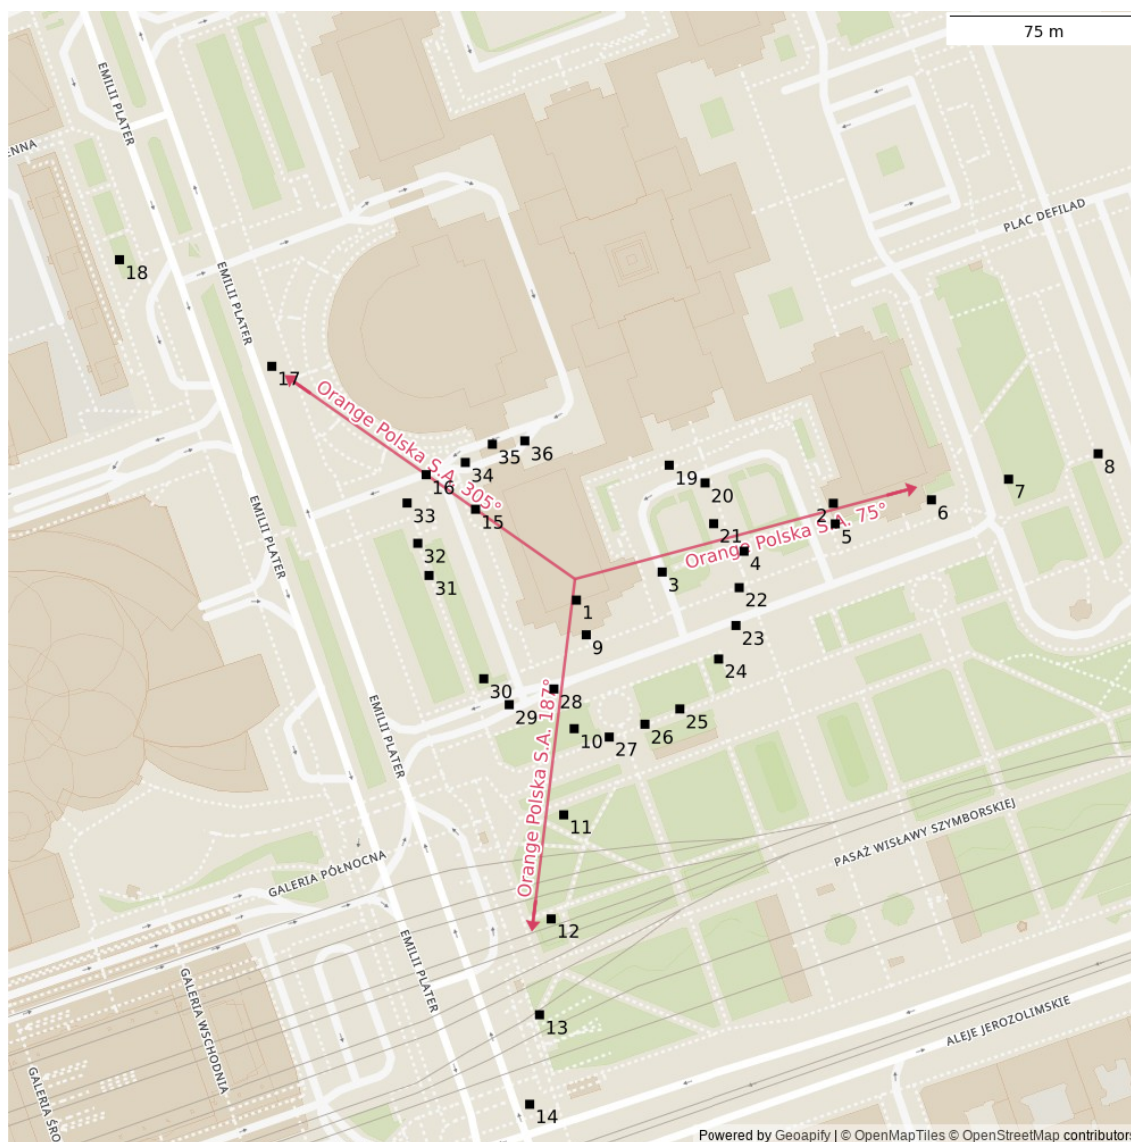 75 m
EMILII PLATER
ENNA
PLAC DEFILAD
18
EMILII PLATER
17
Orange Polska S.A. 305°
36
35
34
16
8
19
7
20
33
15
2
6
Orange Polska S.A. 75°
EMILII PLATER
21
5
32
4
31
3
22
1
23
9
24
30
28
29
Orange Polska S.A. 187°
25
EMILII PLATER
26
10
27
11
PASAŻ WISŁAWY SZYMBORSKIEJ
GALERIA PÓŁNOCNA
12
EMILII PLATER
GALERIA WSCHODNIA
13
ALEJE JEROZOLIMSKIE
GALERIA ŚRO
14
Powered by Geoapify | © OpenMapTiles © OpenStreetMap contributors